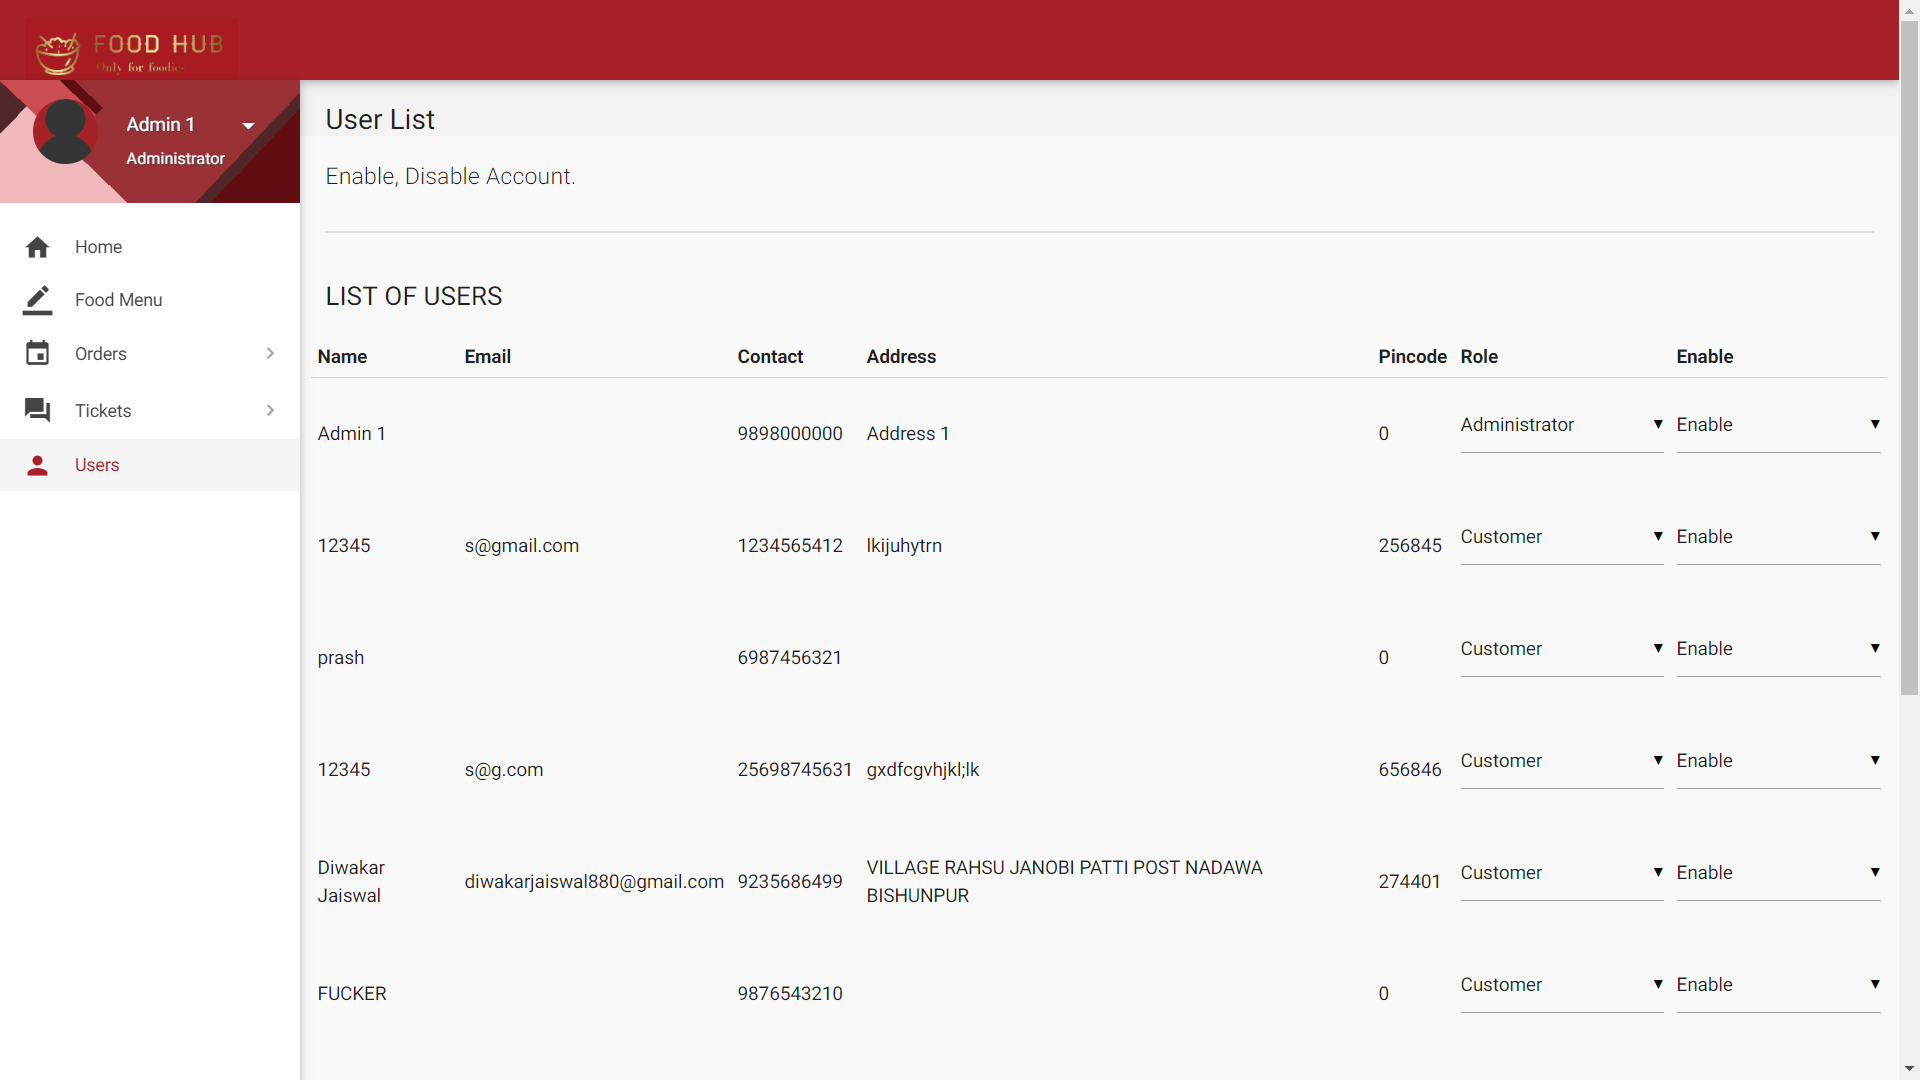 FOOD HUB
Only for foodies
Admin 1
Administrator
Home
Food Menu
Orders
Tickets
Users
User List
Enable, Disable Account.
LIST OF USERS
Name Email Contact Address Pincode Role Enable
Admin 1 9898000000 Address 1 0 Administrator Enable
12345 s@gmail.com 1234565412 lkijuhytrn 256845 Customer Enable
prash 6987456321 0 Customer Enable
12345 s@g.com 25698745631 gxdfcgvhjkl;lk 656846 Customer Enable
Diwakar Jaiswal diwakarjaiswal880@gmail.com 9235686499 VILLAGE RAHSU JANOBI PATTI POST NADAWA BISHUNPUR 274401 Customer Enable
FUCKER 9876543210 0 Customer Enable